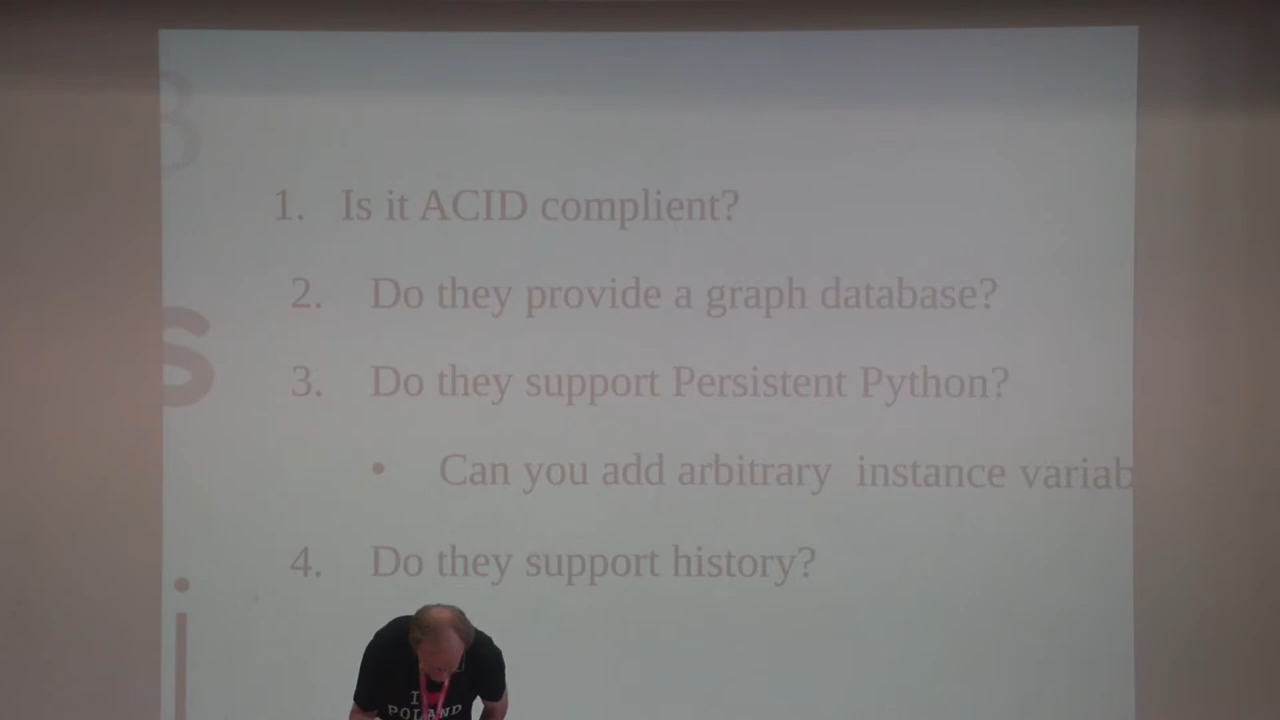 3
1. Is it ACID complient?
2. Do they provide a graph database?
s
3. Do they support Persistent Python?
• Can you add arbitrary instance variab
4. Do they support history?
i
I
POLAND